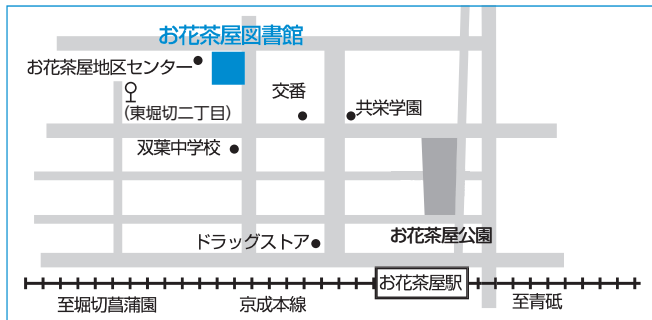 お花茶屋図書館
お花茶屋地区センター
(東堀切二丁目)
交番
共栄学園
双葉中学校
お花茶屋公園
ドラッグストア
お花茶屋駅
至堀切菖蒲園
京成本線
至青砥